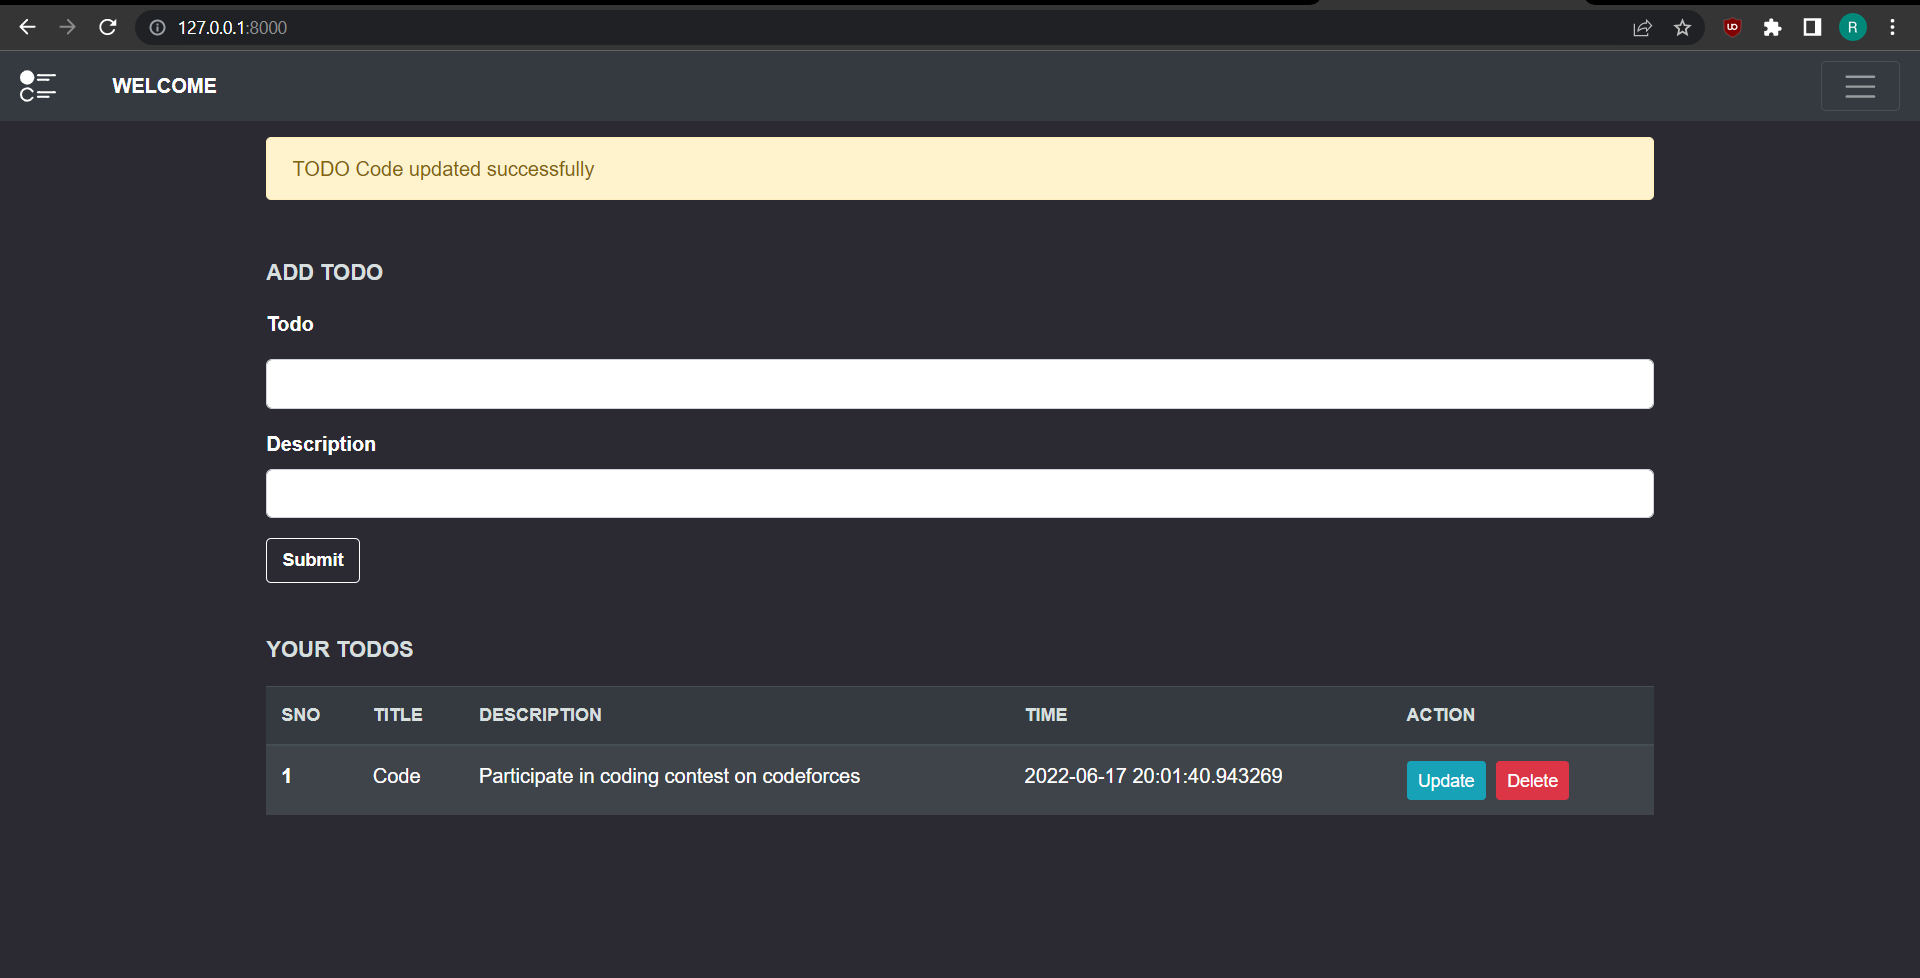 127.0.0.1:8000
R
WELCOME
TODO Code updated successfully
ADD TODO
Todo
Description
Submit
YOUR TODOS
SNO TITLE DESCRIPTION TIME ACTION
1 Code Participate in coding contest on codeforces 2022-06-17 20:01:40.943269 Update Delete